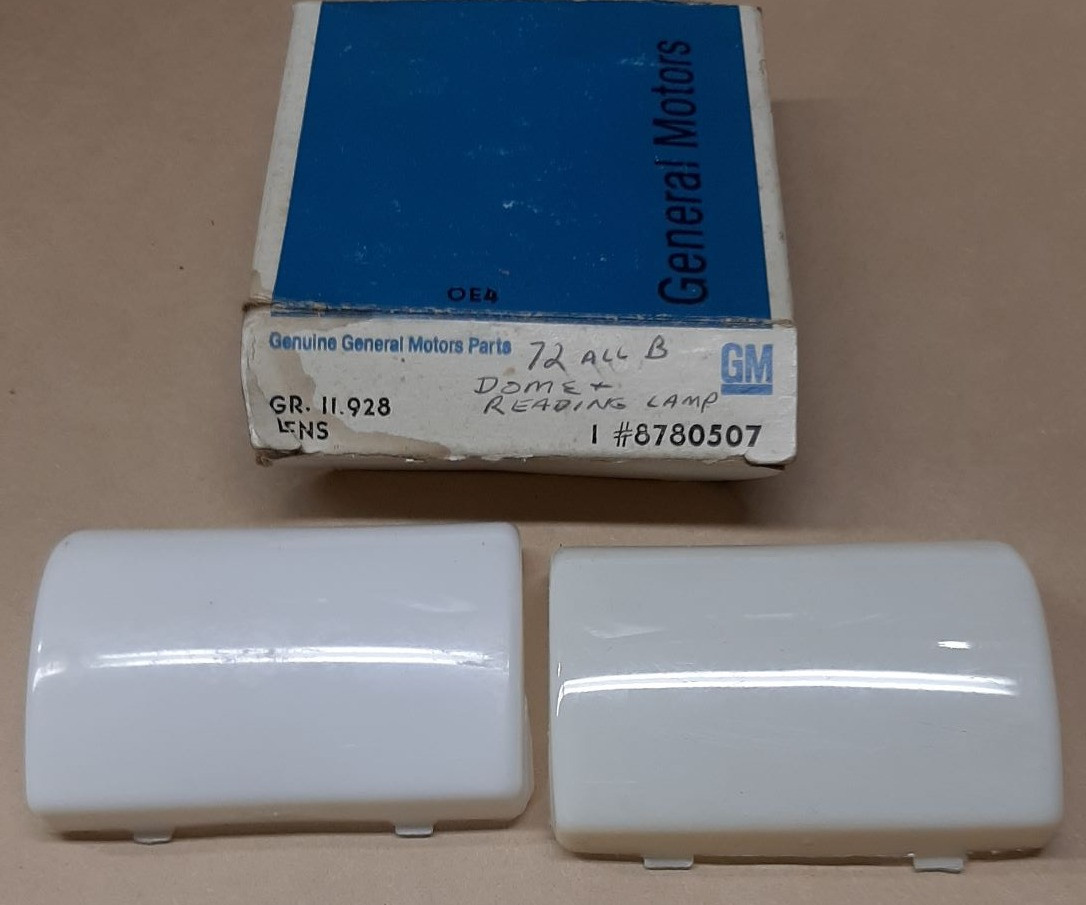 General Motors
OE4
Genuine General Motors Parts
72 ALL B
GM
DOME +
READING LAMP
GR. 11.928
LENS
1 #8780507